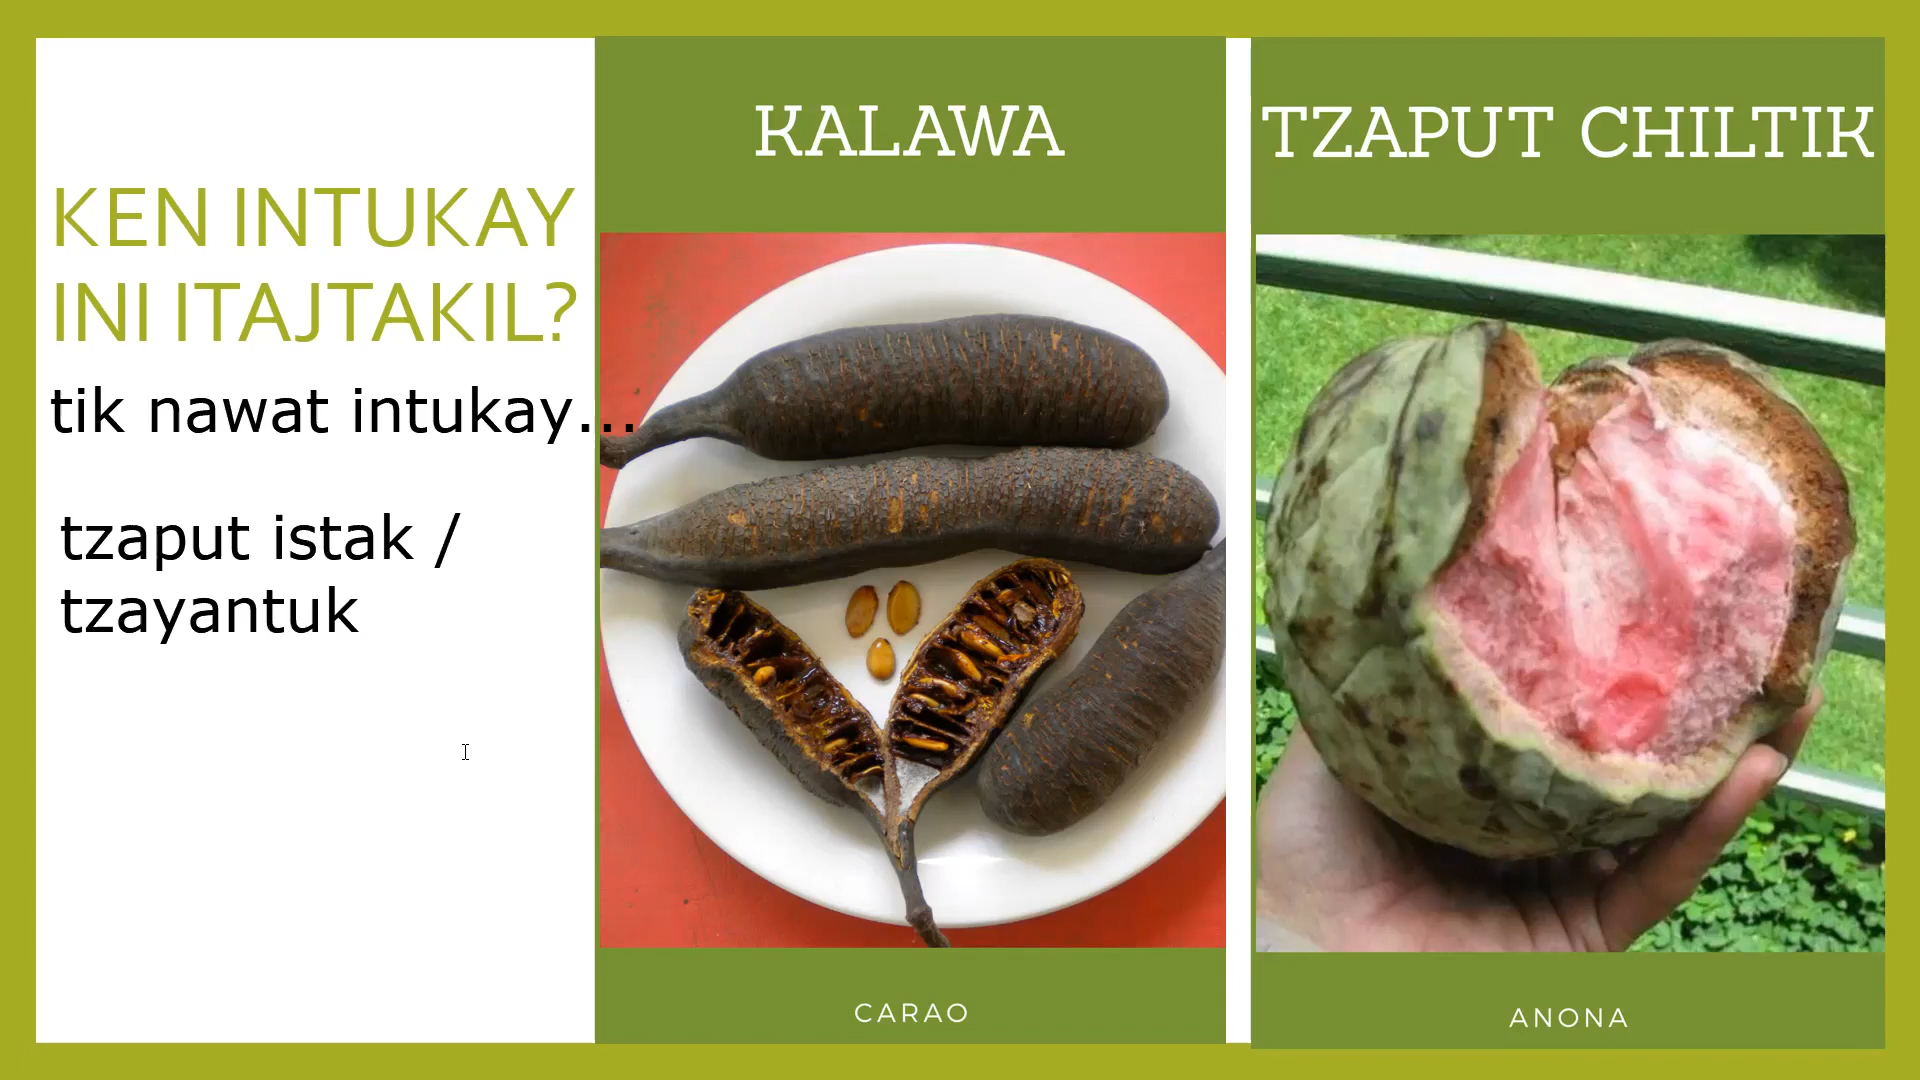 KEN INTUKAY
INI ITAJTAKIL?
tik nawat intukay...
tzaput istak /
tzayantuk
KALAWA
CARAO
TZAPUT CHILTIK
ANONA